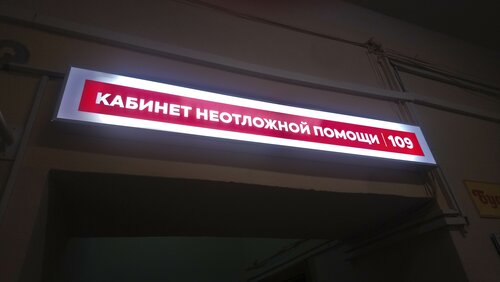 КАБИНЕТ НЕОТЛОЖНОЙ ПОМОЩИ | 109